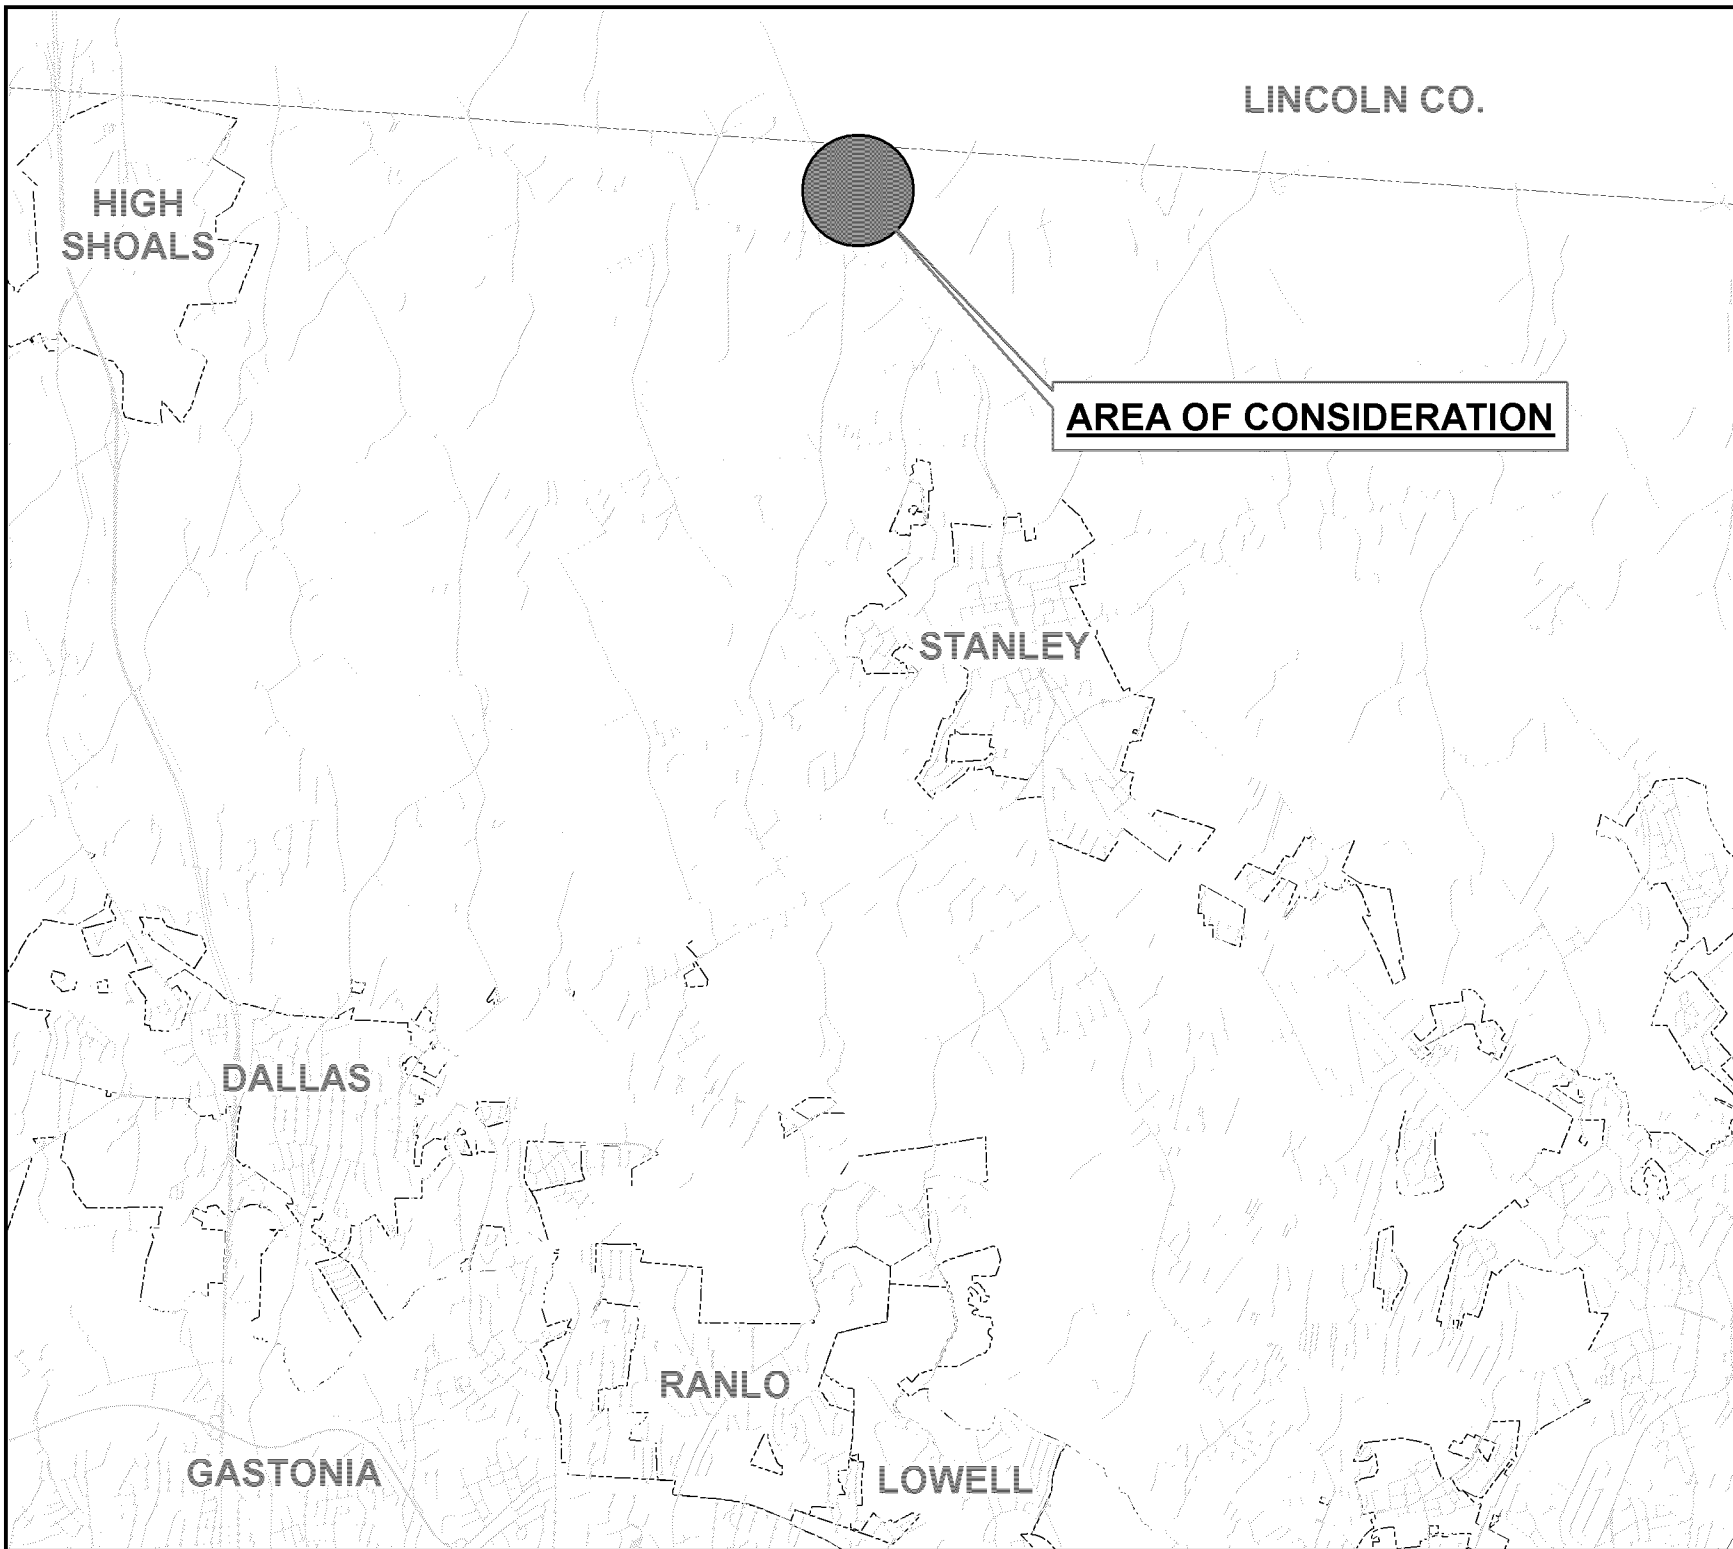 LINCOLN CO.
HIGH
SHOALS
AREA OF CONSIDERATION
STANLEY
DALLAS
RANLO
GASTONIA
LOWELL